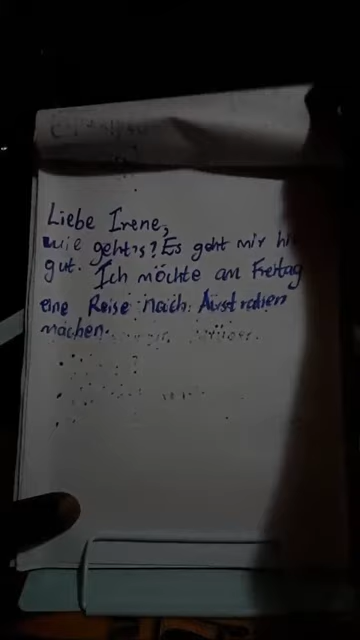 Liebe Irene,
wie geht's? Es geht mir
gut. Ich möchte am Freitag
eine Reise nach Australien
machen.